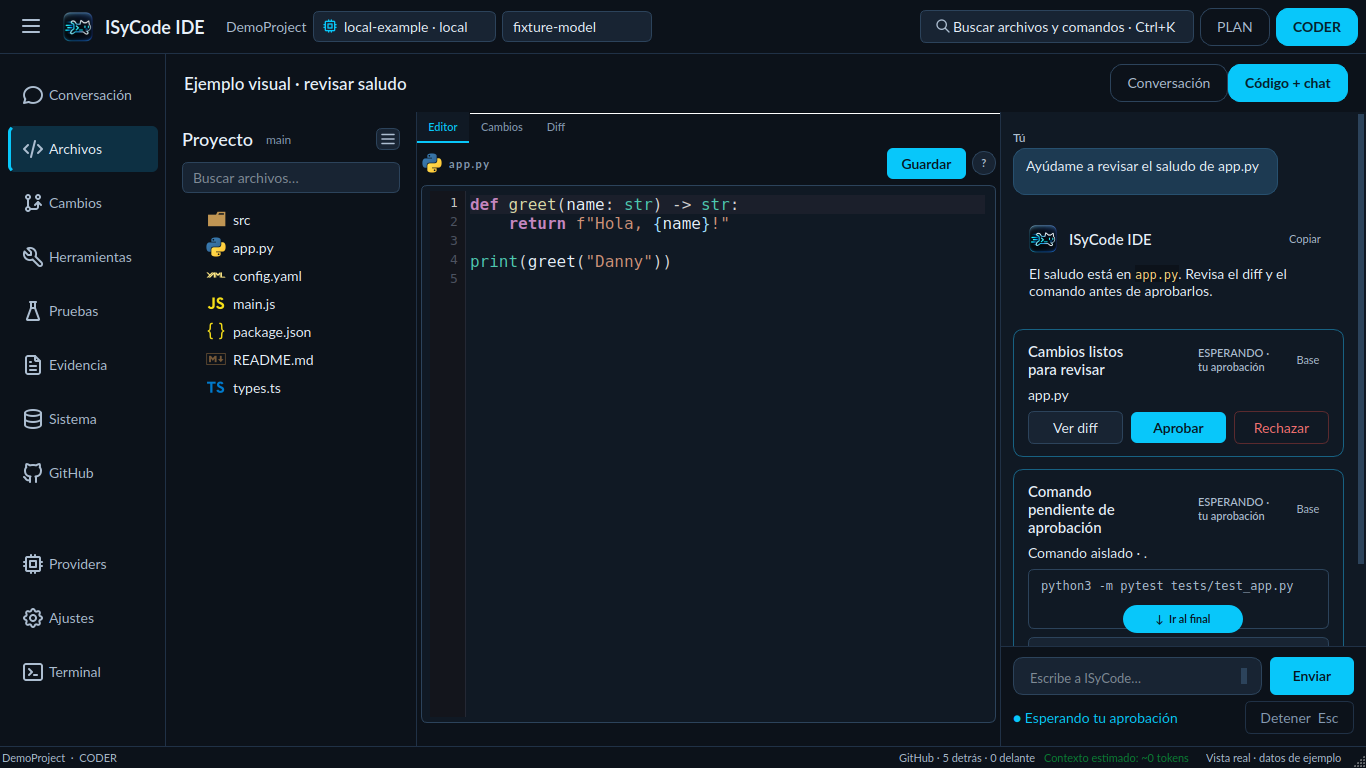 ISyCode IDE
DemoProject
local-example · local
fixture-model
Buscar archivos y comandos · Ctrl+K
PLAN
CODER
Ejemplo visual · revisar saludo
Conversación
Código + chat
Conversación
Archivos
Cambios
Herramientas
Pruebas
Evidencia
Sistema
GitHub
Providers
Ajustes
Terminal
Proyecto main
Buscar archivos...
src
app.py
YML config.yaml
JS main.js
{ } package.json
M README.md
TS types.ts
Editor
Cambios
Diff
app.py
Guardar
?
1 def greet(name: str) -> str:
2     return f"Hola, {name}!"
3
4 print(greet("Danny"))
5
Tú
Ayúdame a revisar el saludo de app.py
ISyCode IDE
Copiar
El saludo está en app.py. Revisa el diff y el
comando antes de aprobarlos.
Cambios listos
para revisar
ESPERANDO ·
tu aprobación
Base
app.py
Ver diff
Aprobar
Rechazar
Comando
pendiente de
aprobación
ESPERANDO ·
tu aprobación
Base
Comando aislado · .
python3 -m pytest tests/test_app.py
↓ Ir al final
Escribe a ISyCode...
Enviar
Esperando tu aprobación
Detener Esc
DemoProject · CODER
GitHub · 5 detrás · 0 delante
Contexto estimado: ~0 tokens
Vista real · datos de ejemplo